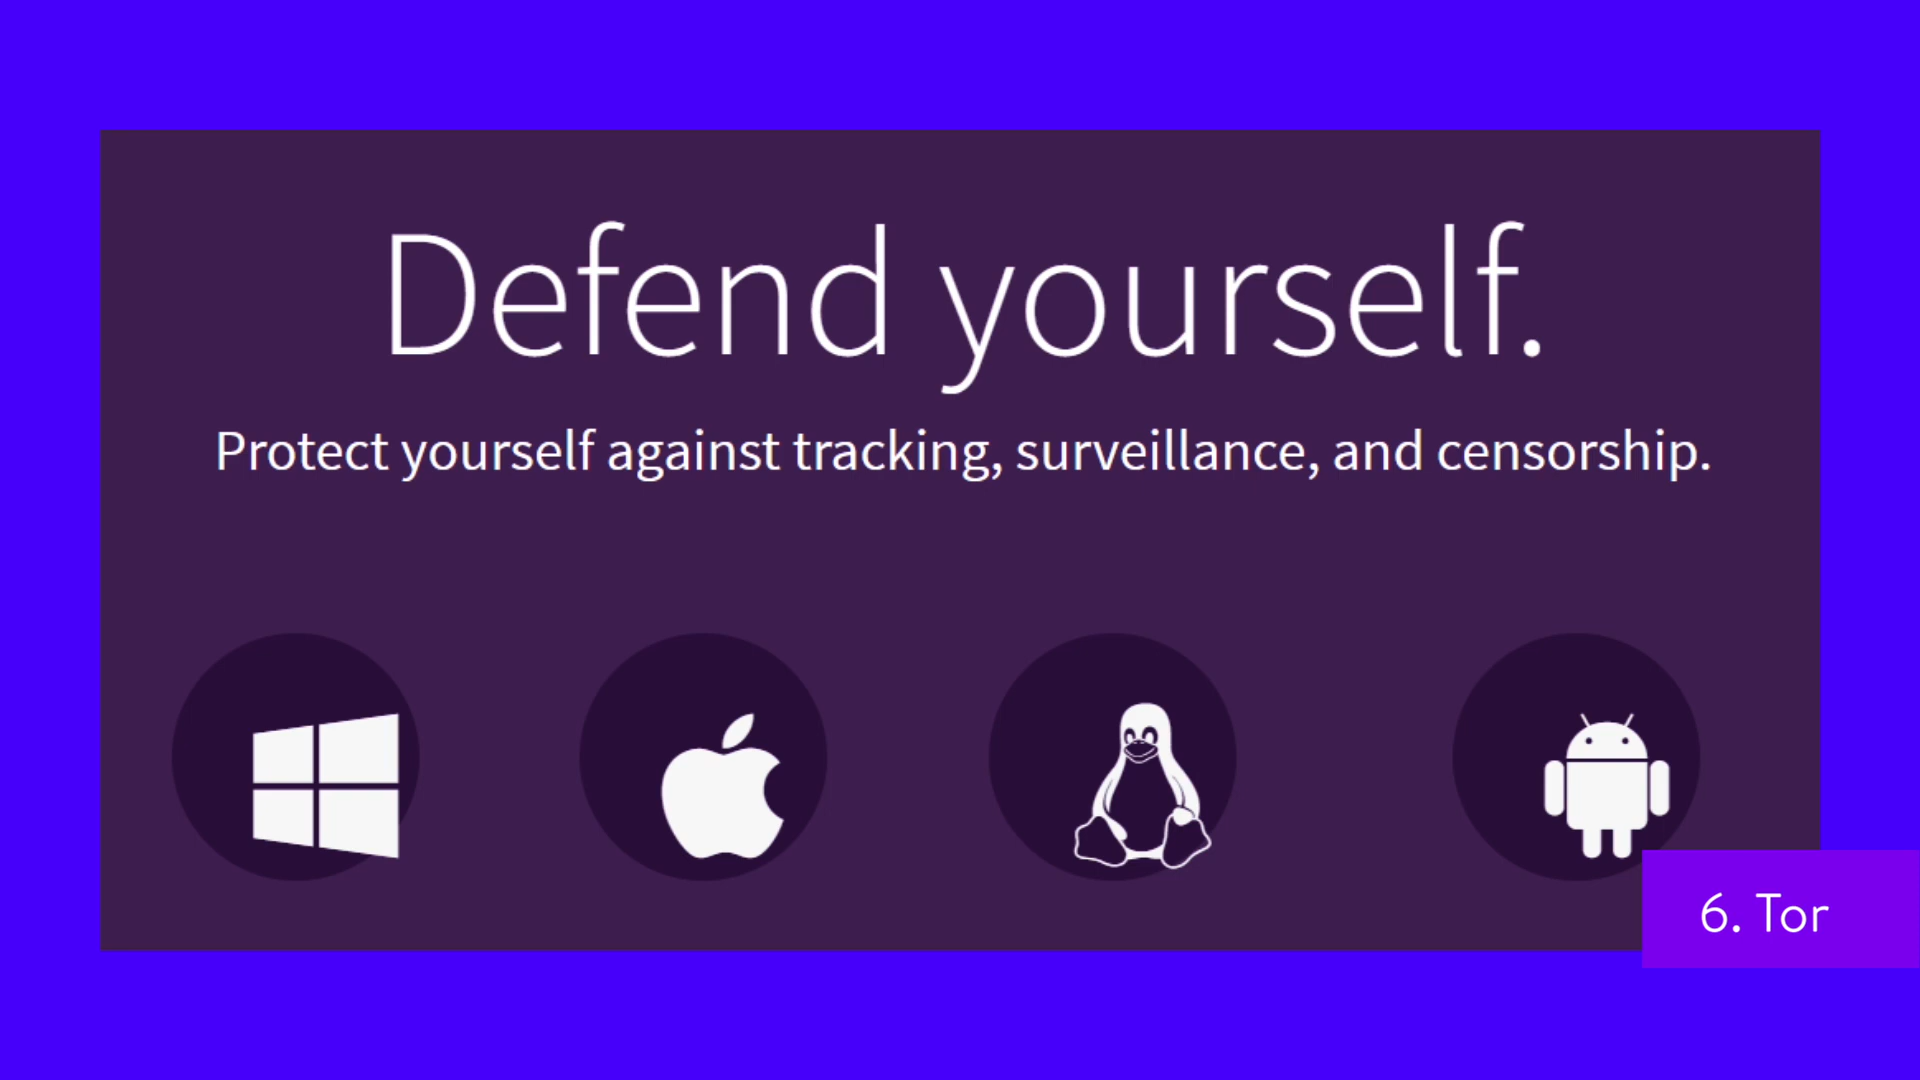 Defend yourself.
Protect yourself against tracking, surveillance, and censorship.
6. Tor